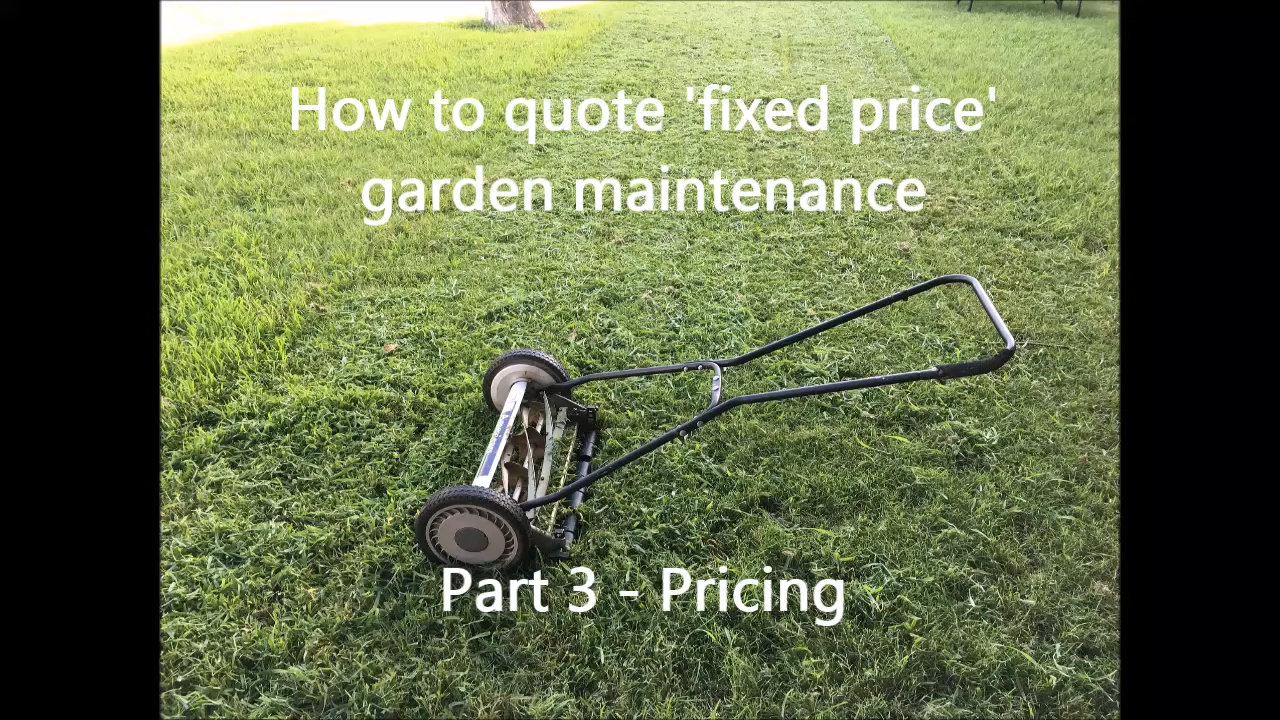 How to quote 'fixed price'
garden maintenance
Part 3 - Pricing